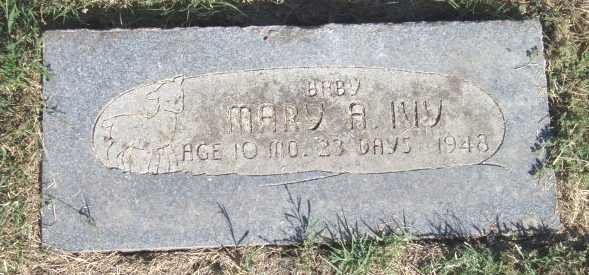 BABY
MARY A. IVY
AGE 10 MO. 23 DAYS 1948